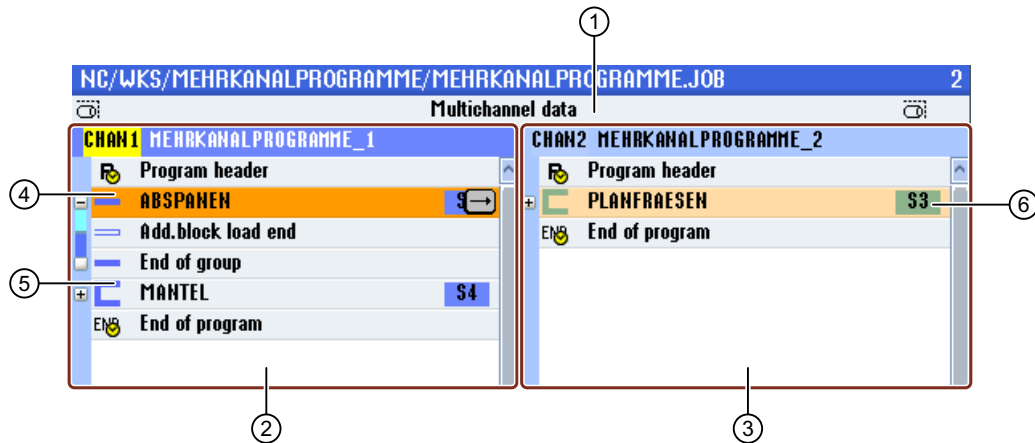 1
NC/WKS/MEHRKANALPROGRAMME/MEHRKANALPROGRAMME.JOB 2
Multichannel data
CHAN1 MEHRKANALPROGRAMME_1
Program header
4
ABSPANEN
Add.block load end
End of group
5
MANTEL S4
END End of program
2
CHAN2 MEHRKANALPROGRAMME_2
Program header
PLANFRAESEN S3
6
END End of program
3